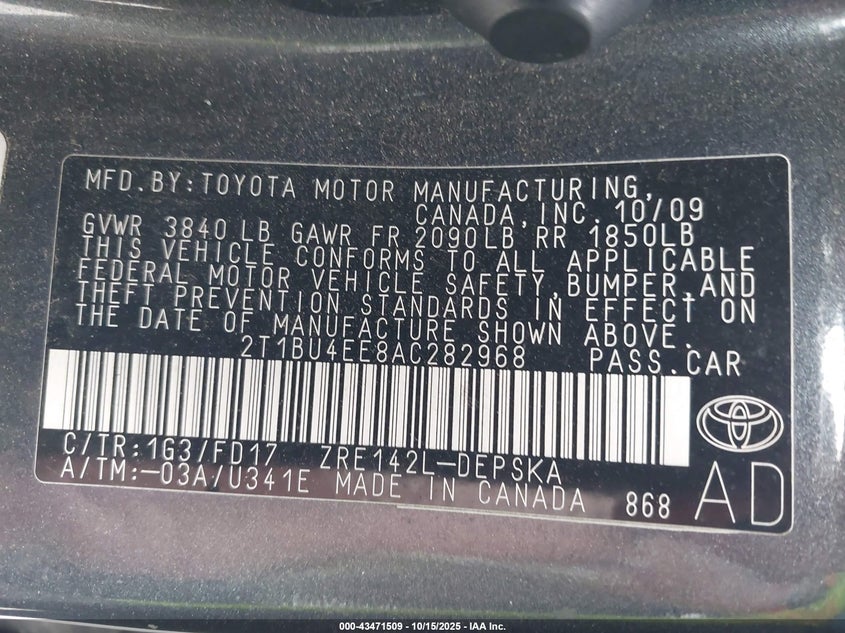 MFD.BY:TOYOTA MOTOR MANUFACTURING,
CANADA,INC. 10/09
GVWR 3840 LB GAWR FR 2090LB RR 1850LB
THIS VEHICLE CONFORMS TO ALL APPLICABLE
FEDERAL MOTOR VEHICLE SAFETY,BUMPER,AND
THEFT PREVENTION STANDARDS IN EFFECT ON
THE DATE OF MANUFACTURE SHOWN ABOVE.
2T1BU4EE8AC282968 PASS.CAR
C/TR:1G3/FD17 ZRE142L-DEPSKA
A/TM:-03A/U341E MADE IN CANADA 868 AD
000-43471509 - 10/15/2025 - IAA Inc.